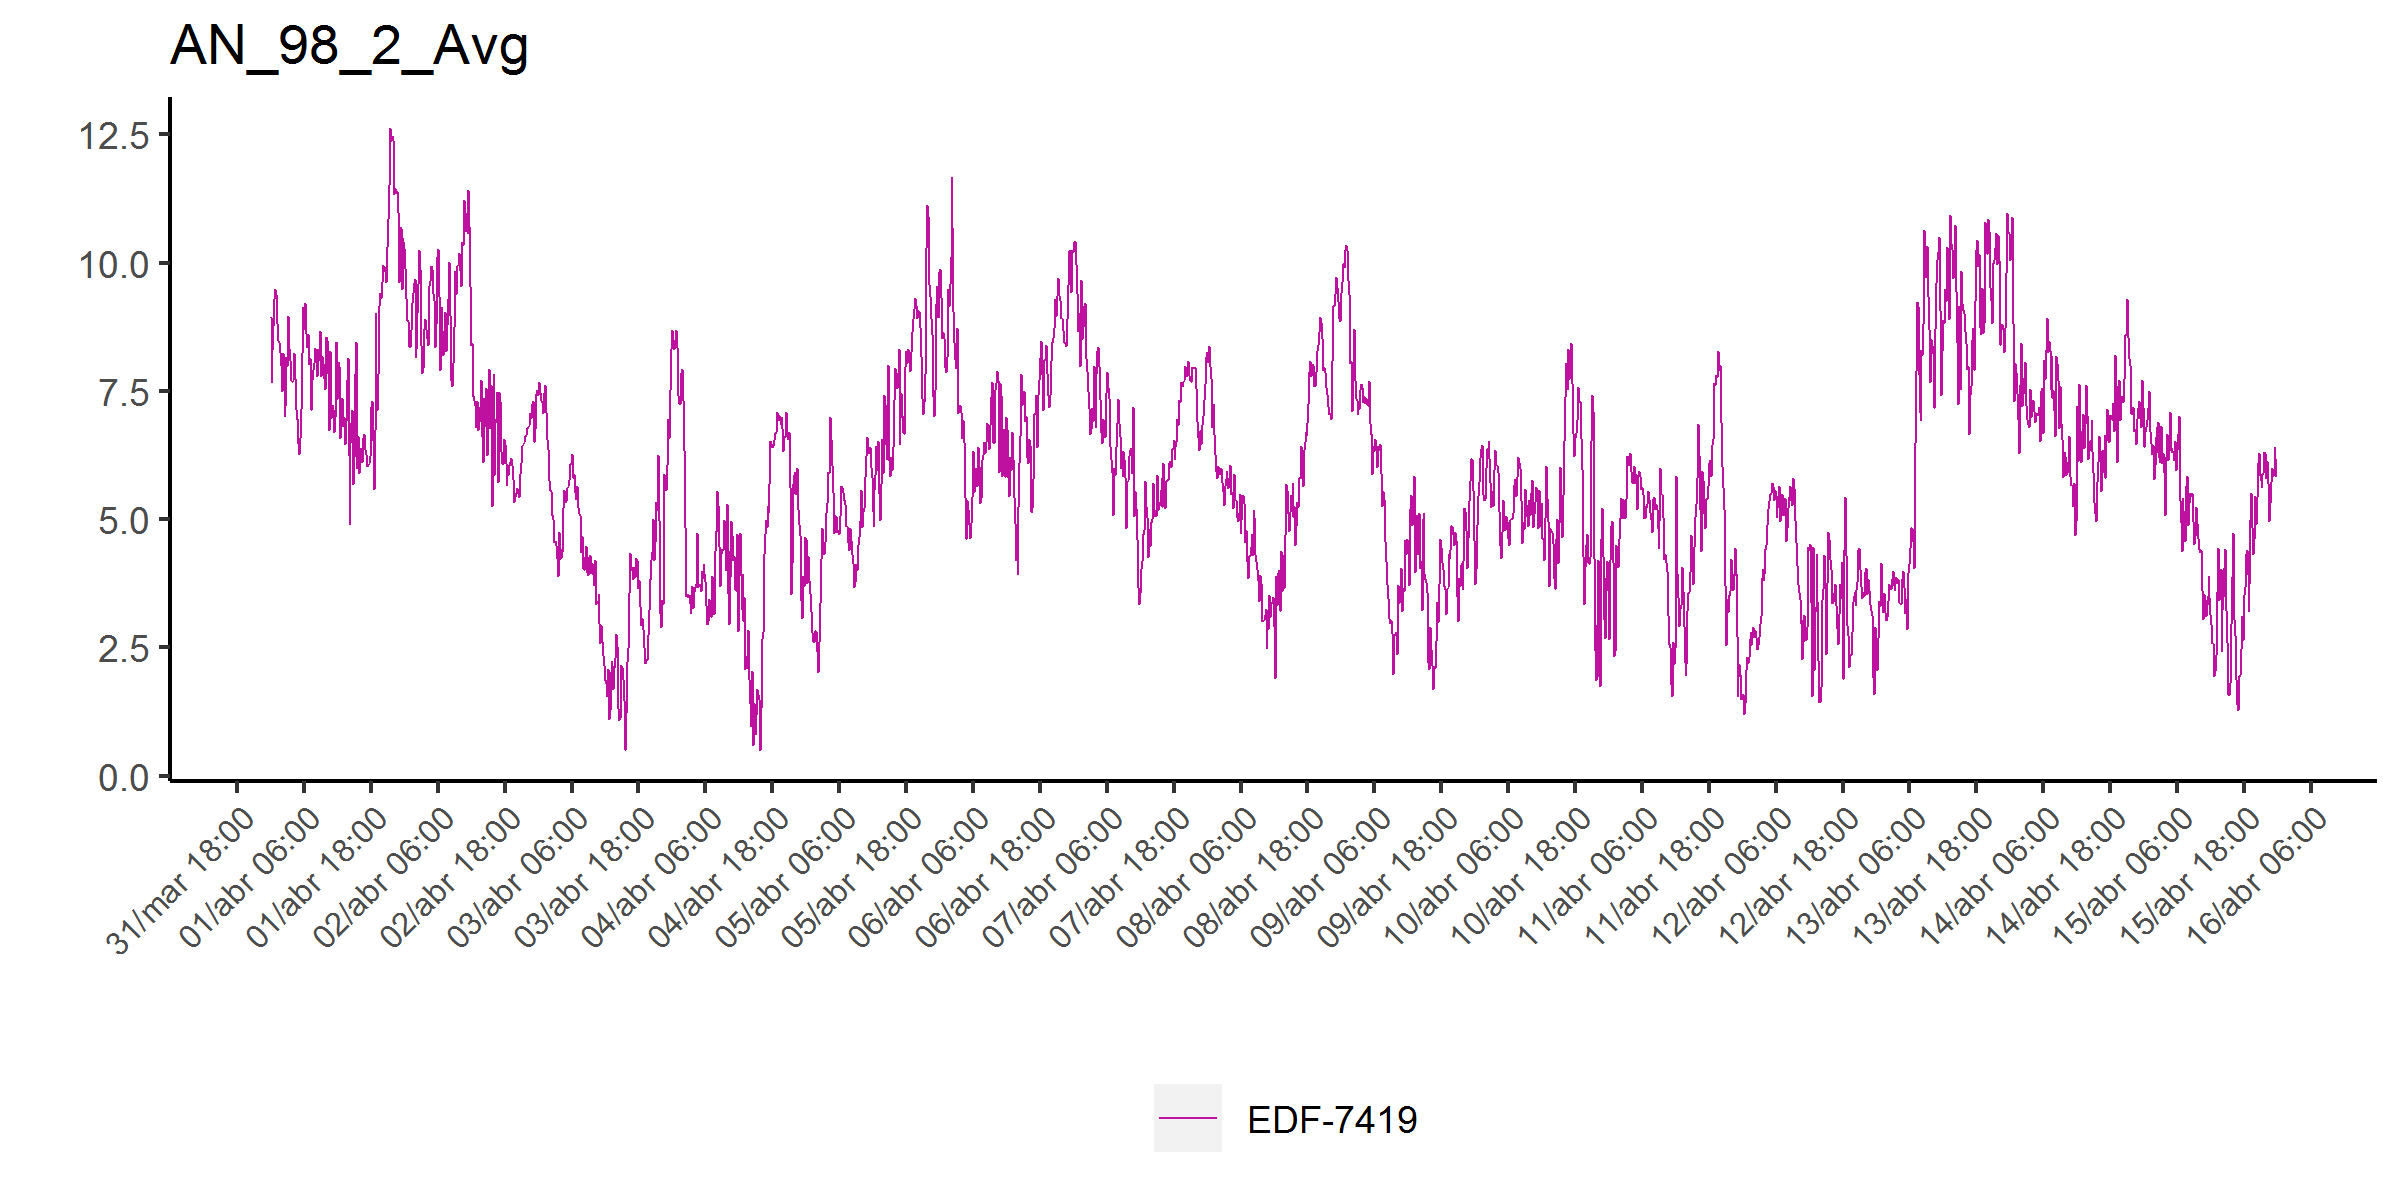 AN_98_2_Avg
12.5
10.0
7.5
5.0
2.5
0.0
31/mar 18:00
01/abr 06:00
01/abr 18:00
02/abr 06:00
02/abr 18:00
03/abr 06:00
03/abr 18:00
04/abr 06:00
04/abr 18:00
05/abr 06:00
05/abr 18:00
06/abr 06:00
06/abr 18:00
07/abr 06:00
07/abr 18:00
08/abr 06:00
08/abr 18:00
09/abr 06:00
09/abr 18:00
10/abr 06:00
10/abr 18:00
11/abr 06:00
11/abr 18:00
12/abr 06:00
12/abr 18:00
13/abr 06:00
13/abr 18:00
14/abr 06:00
14/abr 18:00
15/abr 06:00
15/abr 18:00
16/abr 06:00
EDF-7419